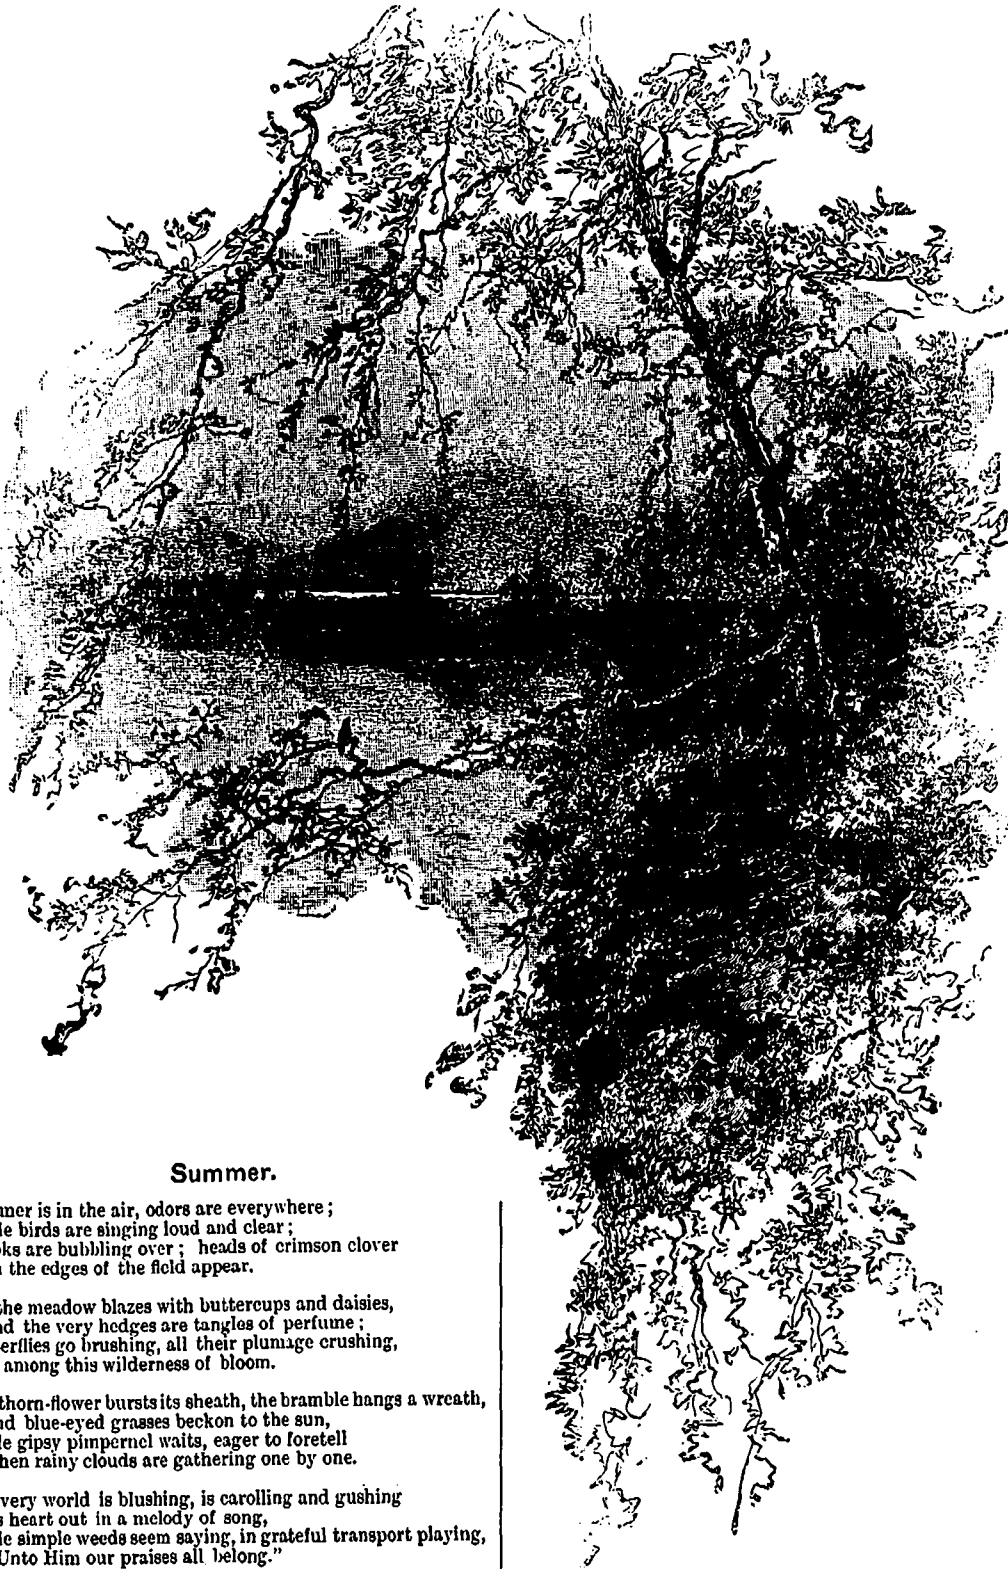 Summer.
mer is in the air, odors are everywhere;
le birds are singing loud and clear;
ks are bubbling over; heads of crimson clover
the edges of the field appear.
the meadow blazes with buttercups and daisies,
nd the very hedges are tangles of perfume;
erflies go brushing, all their plumage crushing,
among this wilderness of bloom.
thorn-flower bursts its sheath, the bramble hangs a wreath,
nd blue-eyed grasses beckon to the sun,
le gipsy pimpernel waits, eager to foretell
hen rainy clouds are gathering one by one.
very world is blushing, is carolling and gushing
s heart out in a melody of song,
le simple weeds seem saying, in grateful transport playing,
Unto Him our praises all belong."